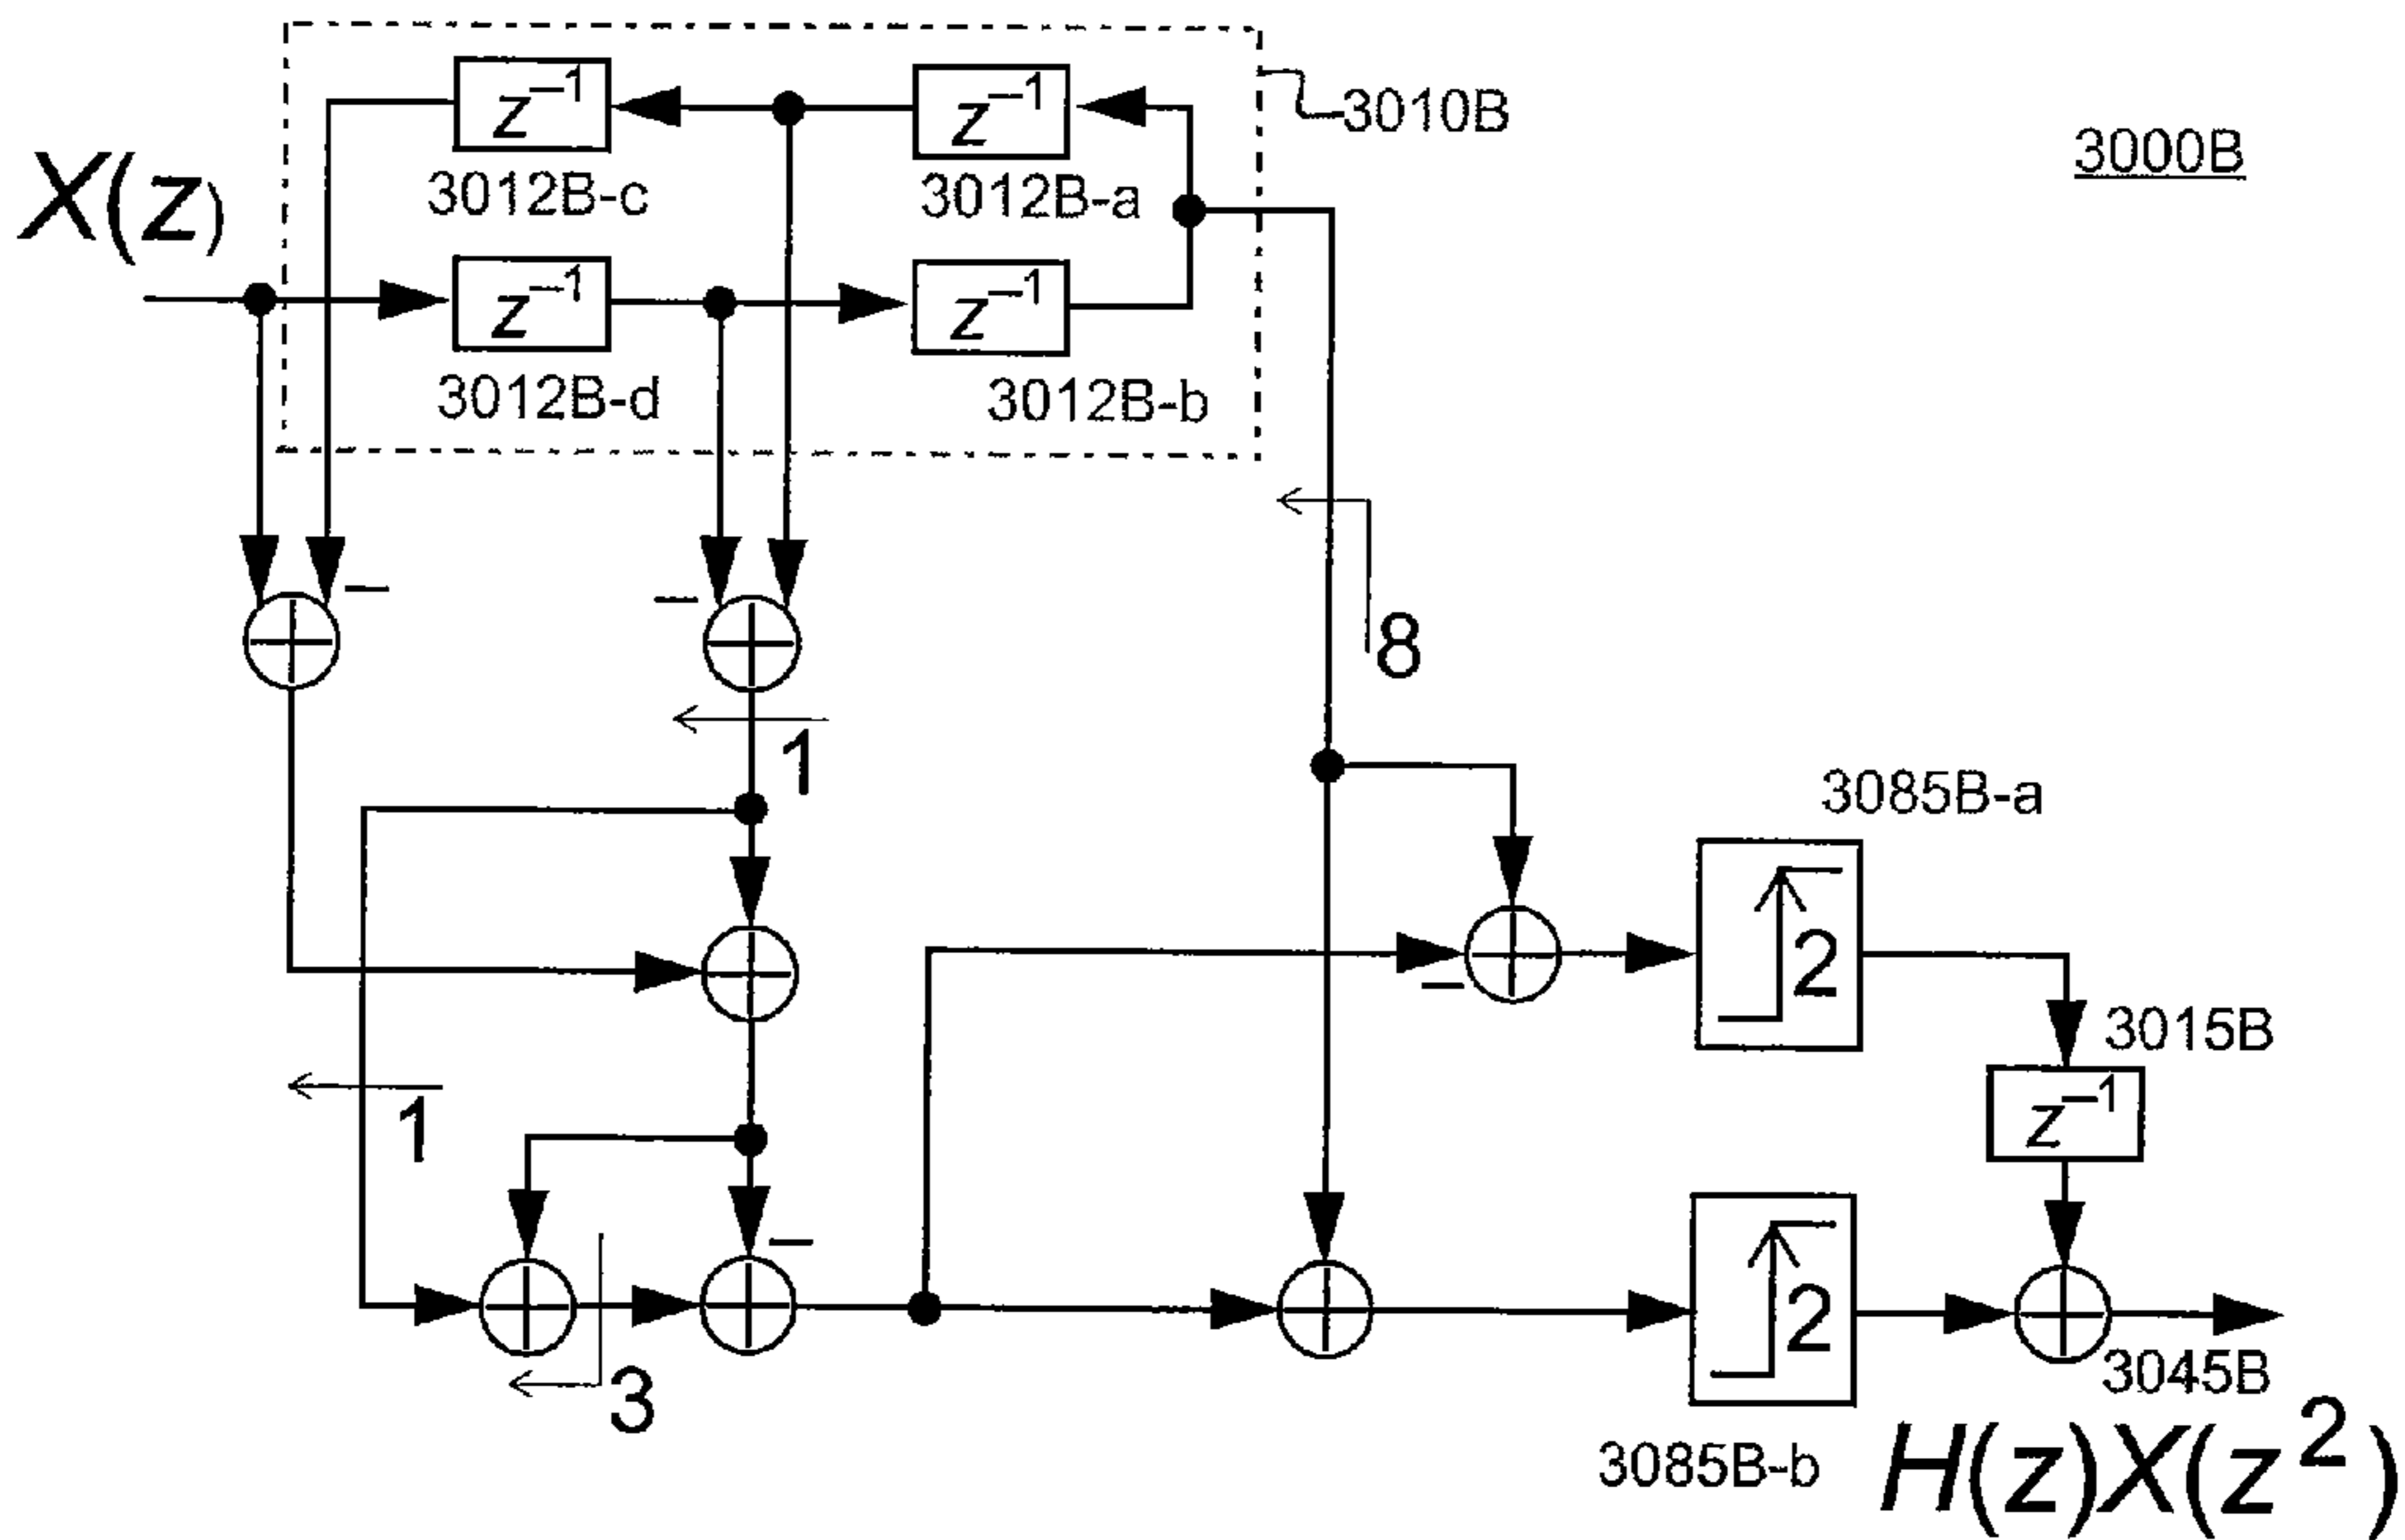 z⁻¹
z⁻¹
3010B
3000B
X(z)
3012B-c
3012B-a
z⁻¹
z⁻¹
3012B-d
3012B-b
–
–
8
1
3085B-a
2
–
3015B
1
z⁻¹
–
2
3
3045B
3085B-b
H(z)X(z²)